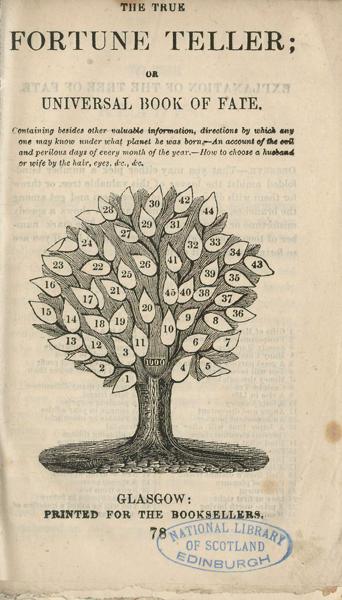 THE TRUE
FORTUNE TELLER;
OR
UNIVERSAL BOOK OF FATE.
Containing besides other valuable information, directions by which any
one may know under what planet he was born,—An account of the evil
and perilous days of every month of the year.—How to choose a husband
or wife by the hair, eyes, &c., &c.
28 29 30 42 44
27 31
24 26 41 32 33
23 22 25 34 43
16 17 21 39 35
45 40 38 37
15 14 18 19 20 10 9 8 36
13 12 3 11 6 7
2 1 4 5
GLASGOW:
PRINTED FOR THE BOOKSELLERS.
78
NATIONAL LIBRARY
OF SCOTLAND
EDINBURGH